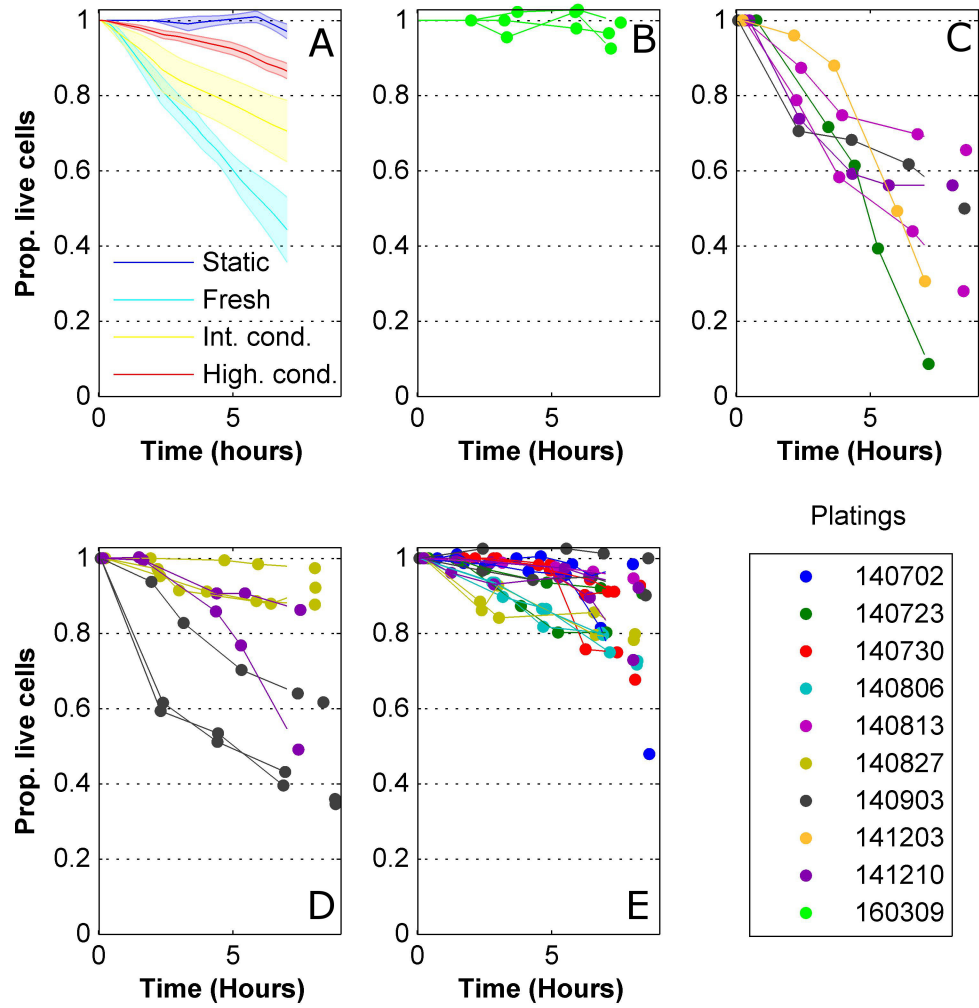 A
B
C
Prop. live cells
1
0.8
0.6
0.4
0.2
0
Static
Fresh
Int. cond.
High. cond.
0
5
Time (hours)
1
0.8
0.6
0.4
0.2
0
0
5
Time (Hours)
1
0.8
0.6
0.4
0.2
0
0
5
Time (Hours)
Prop. live cells
1
0.8
0.6
0.4
0.2
0
D
0
5
Time (Hours)
1
0.8
0.6
0.4
0.2
0
E
0
5
Time (Hours)
Platings
140702
140723
140730
140806
140813
140827
140903
141203
141210
160309